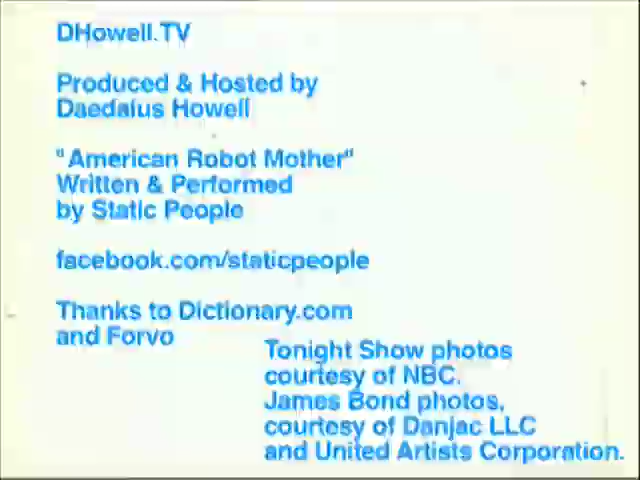 DHowell.TV
Produced & Hosted by
Daedalus Howell
"American Robot Mother"
Written & Performed
by Static People
facebook.com/staticpeople
Thanks to Dictionary.com
and Forvo
Tonight Show photos
courtesy of NBC.
James Bond photos,
courtesy of Danjac LLC
and United Artists Corporation.